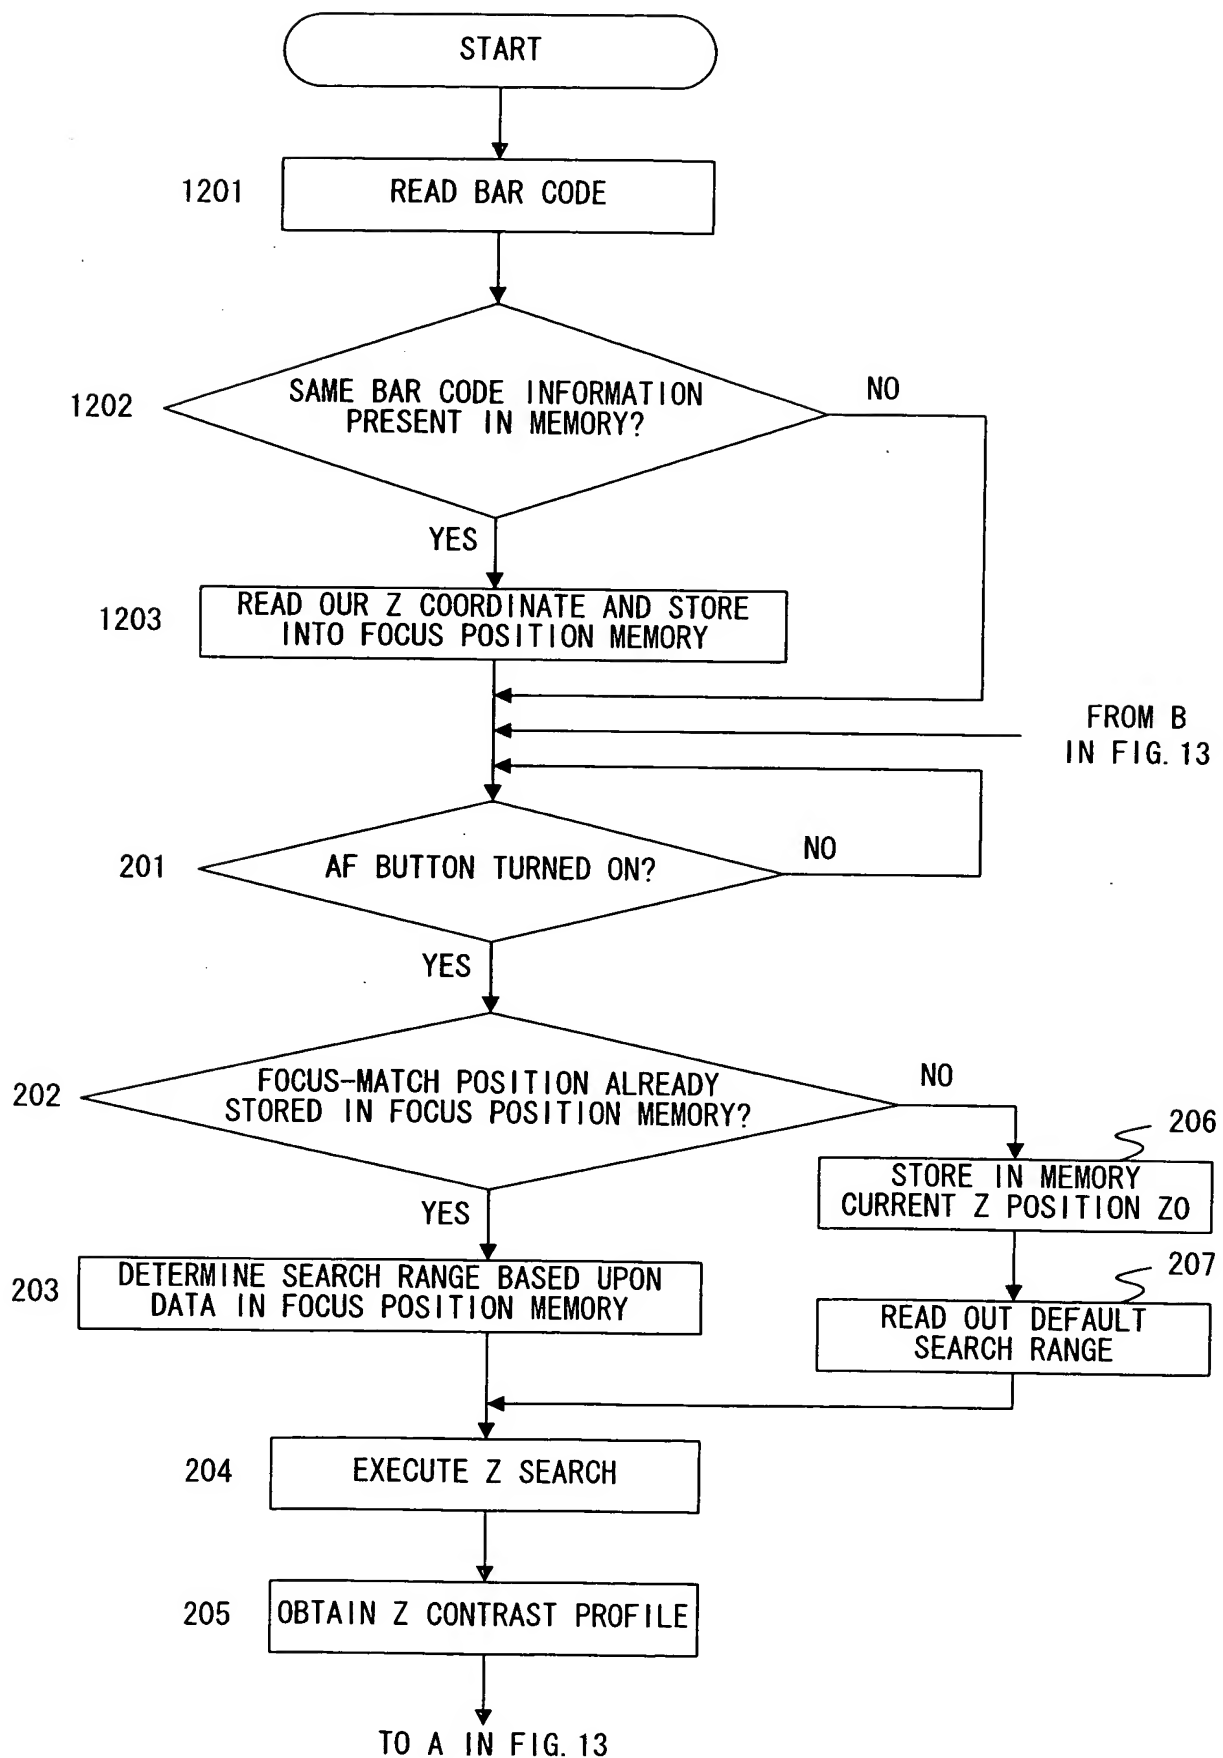 START
1201
READ BAR CODE
1202
SAME BAR CODE INFORMATION
PRESENT IN MEMORY?
NO
YES
1203
READ OUR Z COORDINATE AND STORE
INTO FOCUS POSITION MEMORY
FROM B
IN FIG. 13
201
AF BUTTON TURNED ON?
NO
YES
202
FOCUS-MATCH POSITION ALREADY
STORED IN FOCUS POSITION MEMORY?
NO
206
STORE IN MEMORY
CURRENT Z POSITION Z0
YES
203
DETERMINE SEARCH RANGE BASED UPON
DATA IN FOCUS POSITION MEMORY
207
READ OUT DEFAULT
SEARCH RANGE
204
EXECUTE Z SEARCH
205
OBTAIN Z CONTRAST PROFILE
TO A IN FIG. 13